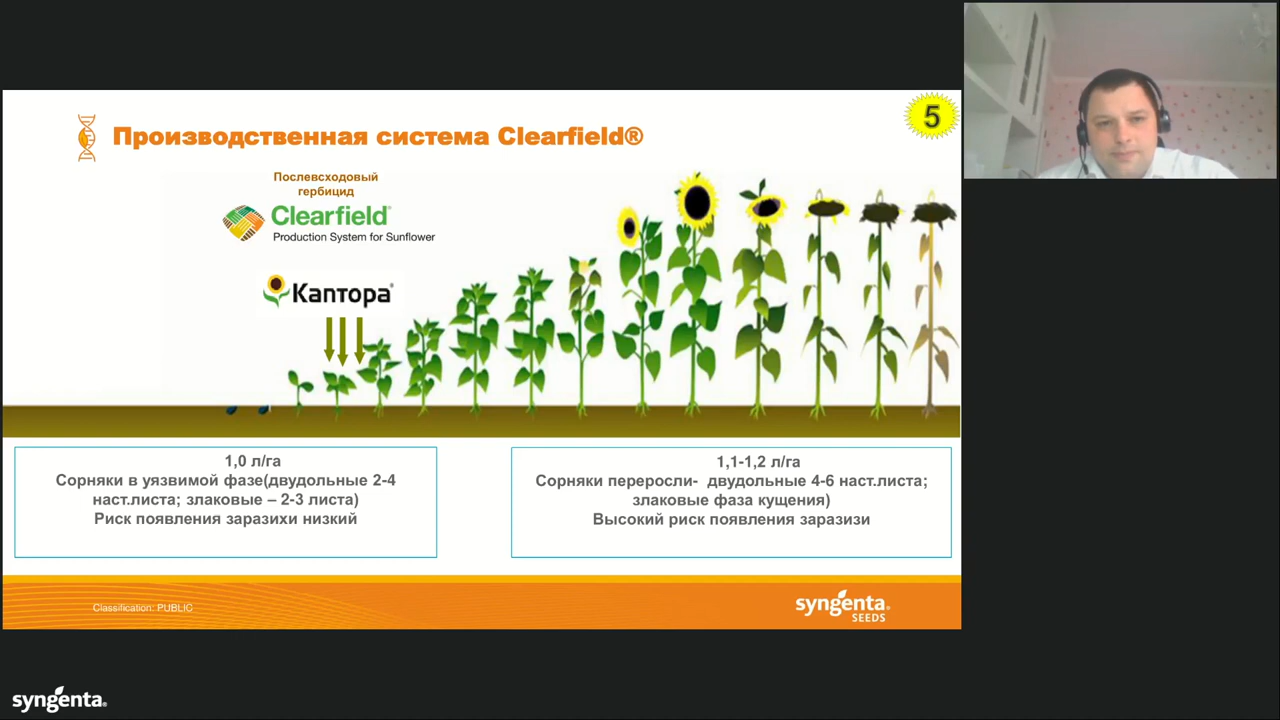 5
Производственная система Clearfield®
Послевсходовый
гербицид
Clearfield®
Production System for Sunflower
Каптора®
1,0 л/га
Сорняки в уязвимой фазе(двудольные 2-4
наст.листа; злаковые – 2-3 листа)
Риск появления заразихи низкий
1,1-1,2 л/га
Сорняки переросли- двудольные 4-6 наст.листа;
злаковые фаза кущения)
Высокий риск появления заразизи
Classification: PUBLIC
syngenta®
SEEDS
syngenta®